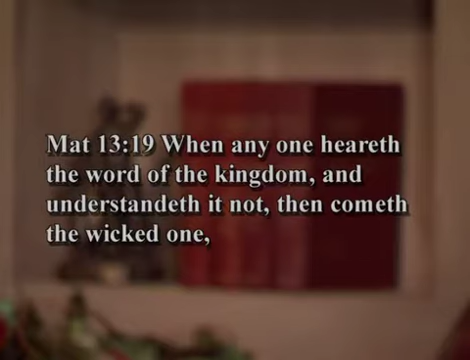 Mat 13:19 When any one heareth
the word of the kingdom, and
understandeth it not, then cometh
the wicked one,